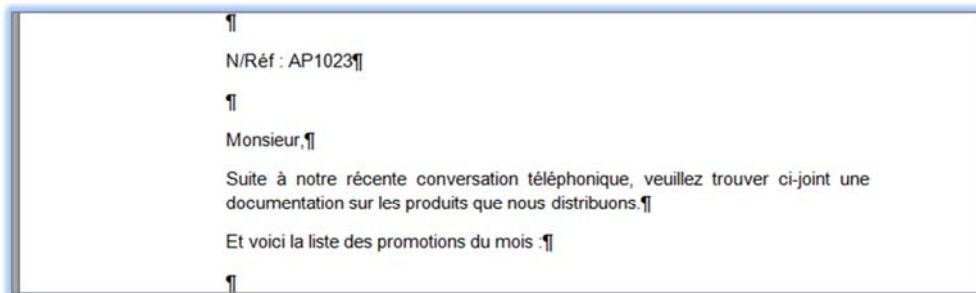 ¶
N/Réf : AP1023¶
¶
Monsieur,¶
Suite à notre récente conversation téléphonique, veuillez trouver ci-joint une
documentation sur les produits que nous distribuons.¶
Et voici la liste des promotions du mois :¶
¶